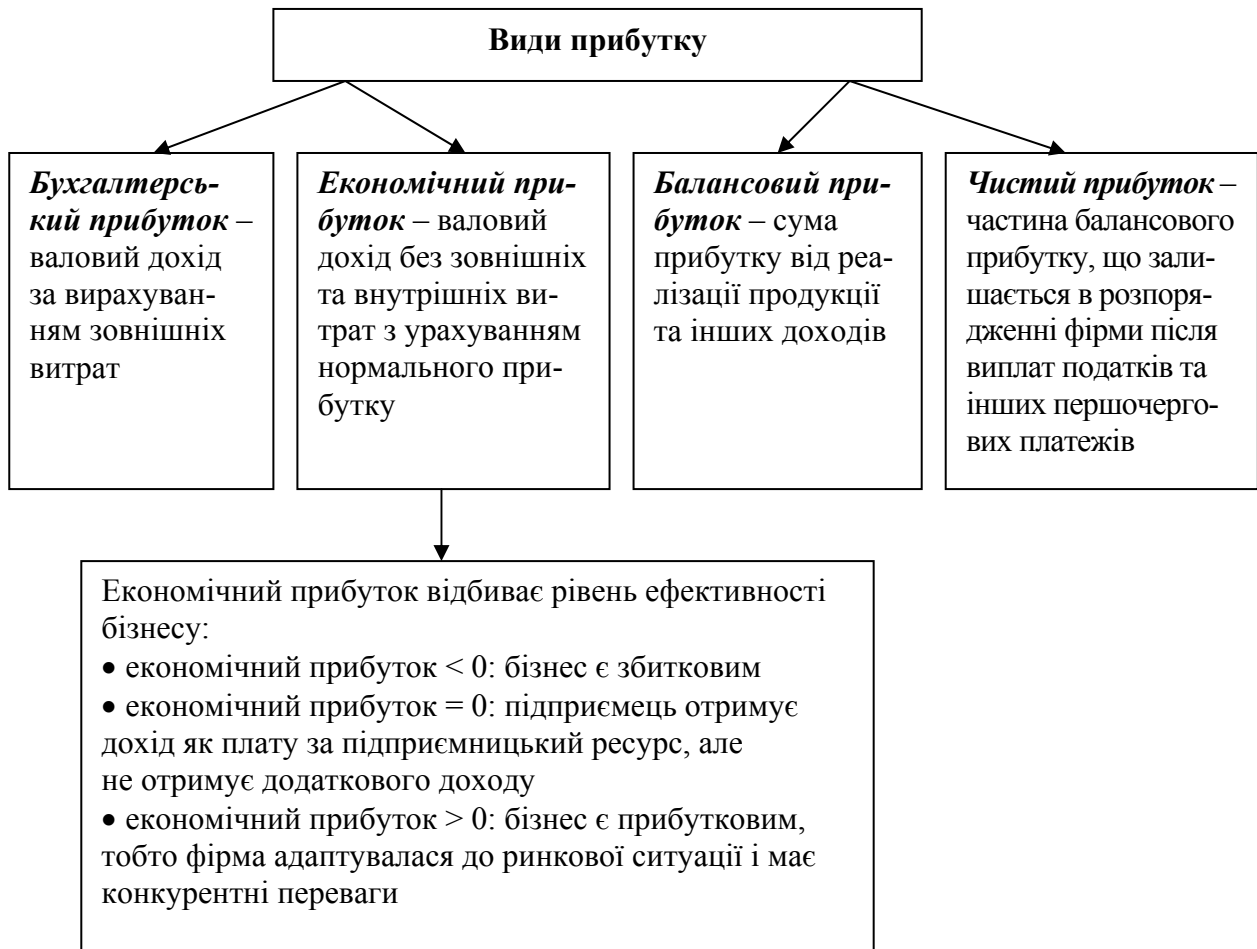 Види прибутку
Бухгалтерсь-
кий прибуток –
валовий дохід
за вирахуван-
ням зовнішніх
витрат
Економічний при-
буток – валовий
дохід без зовнішніх
та внутрішніх ви-
трат з урахуванням
нормального при-
бутку
Балансовий при-
буток – сума
прибутку від реа-
лізації продукції
та інших доходів
Чистий прибуток –
частина балансового
прибутку, що зали-
шається в розпоря-
дженні фірми після
виплат податків та
інших першочерго-
вих платежів
Економічний прибуток відбиває рівень ефективності
бізнесу:
• економічний прибуток < 0: бізнес є збитковим
• економічний прибуток = 0: підприємець отримує
дохід як плату за підприємницький ресурс, але
не отримує додаткового доходу
• економічний прибуток > 0: бізнес є прибутковим,
тобто фірма адаптувалася до ринкової ситуації і має
конкурентні переваги